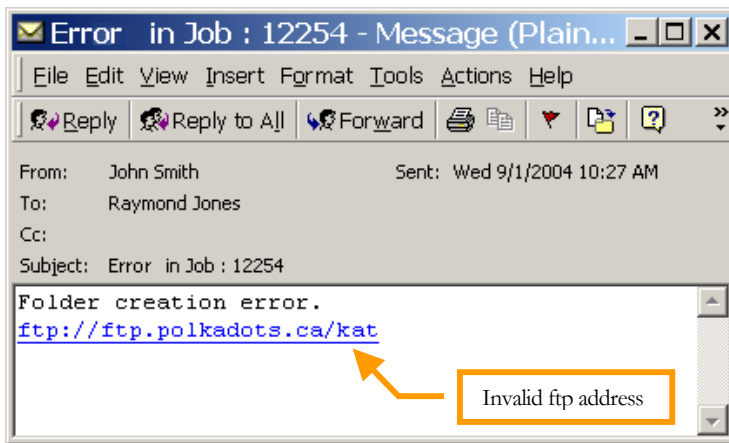 Error in Job : 12254 - Message (Plain...
File Edit View Insert Format Tools Actions Help
Reply Reply to All Forward
From: John Smith Sent: Wed 9/1/2004 10:27 AM
To: Raymond Jones
Cc:
Subject: Error in Job : 12254
Folder creation error.
ftp://ftp.polkadots.ca/kat
Invalid ftp address